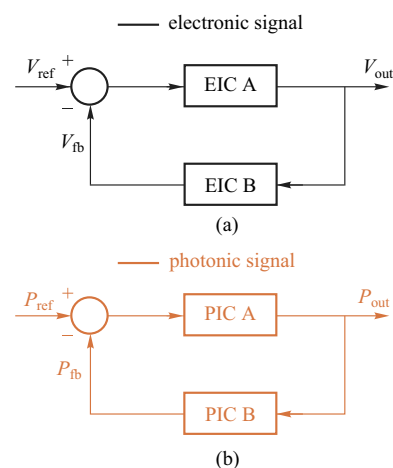 electronic signal
V_ref + EIC A V_out
−
V_fb
EIC B
(a)
photonic signal
P_ref + PIC A P_out
−
P_fb
PIC B
(b)